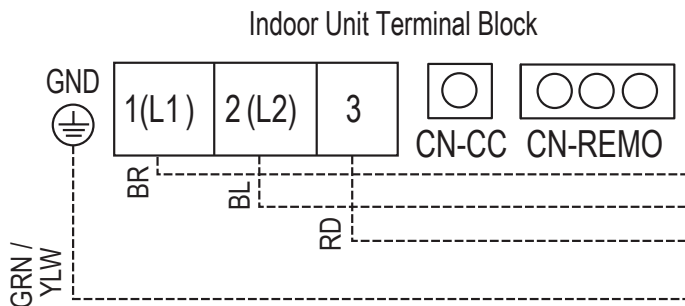 Indoor Unit Terminal Block
GND
1(L1)
2 (L2)
3
CN-CC
CN-REMO
BR
BL
RD
GRN /
YLW